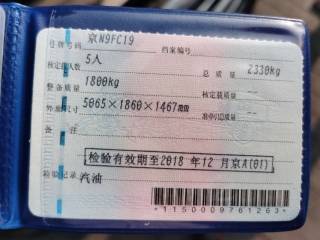 号牌号码 京N9FC19 档案编号
核定载人数 5人 总质量 2330kg
整备质量 1800kg 核定载质量 --
外廓尺寸 5065×1860×1467mm 准牵引总质量 --
备注
检验有效期至2018年12月京A(01)
检验记录 汽油
*1150009761263*